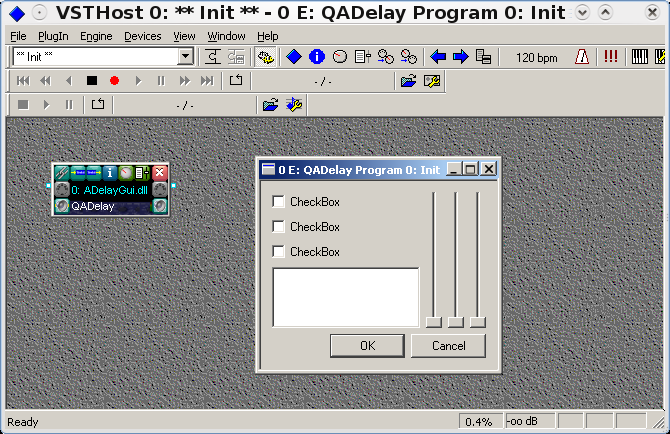 VSTHost 0: ** Init ** - 0 E: QADelay Program 0: Init
File PlugIn Engine Devices View Window Help
** Init ** 120 bpm
- / -
- / -
0: ADelayGui.dll
QADelay
0 E: QADelay Program 0: Init
CheckBox
CheckBox
CheckBox
OK Cancel
Ready 0.4% -oo dB